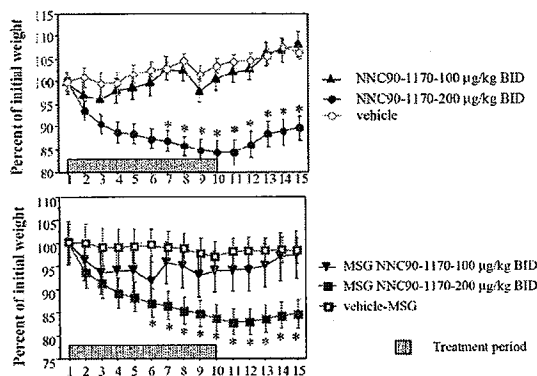 Percent of initial weight
115
110
105
100
95
90
85
80
* * * * * * * * *
1 2 3 4 5 6 7 8 9 10 11 12 13 14 15
NNC90-1170-100 µg/kg BID
NNC90-1170-200 µg/kg BID
vehicle
Percent of initial weight
110
105
100
95
90
85
80
75
* * * * * * * * * *
1 2 3 4 5 6 7 8 9 10 11 12 13 14 15
MSG NNC90-1170-100 µg/kg BID
MSG NNC90-1170-200 µg/kg BID
vehicle-MSG
Treatment period